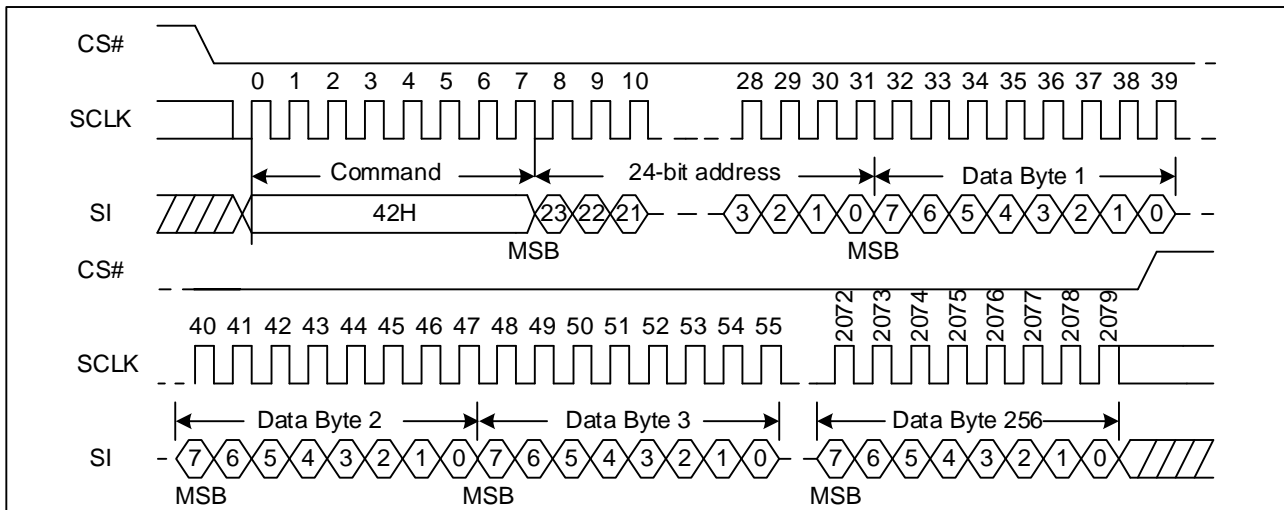 CS#
0 1 2 3 4 5 6 7 8 9 10 28 29 30 31 32 33 34 35 36 37 38 39
SCLK
Command 24-bit address Data Byte 1
SI 42H 23 22 21 3 2 1 0 7 6 5 4 3 2 1 0
MSB MSB
CS#
40 41 42 43 44 45 46 47 48 49 50 51 52 53 54 55 2072 2073 2074 2075 2076 2077 2078 2079
SCLK
Data Byte 2 Data Byte 3 Data Byte 256
SI 7 6 5 4 3 2 1 0 7 6 5 4 3 2 1 0 7 6 5 4 3 2 1 0
MSB MSB MSB